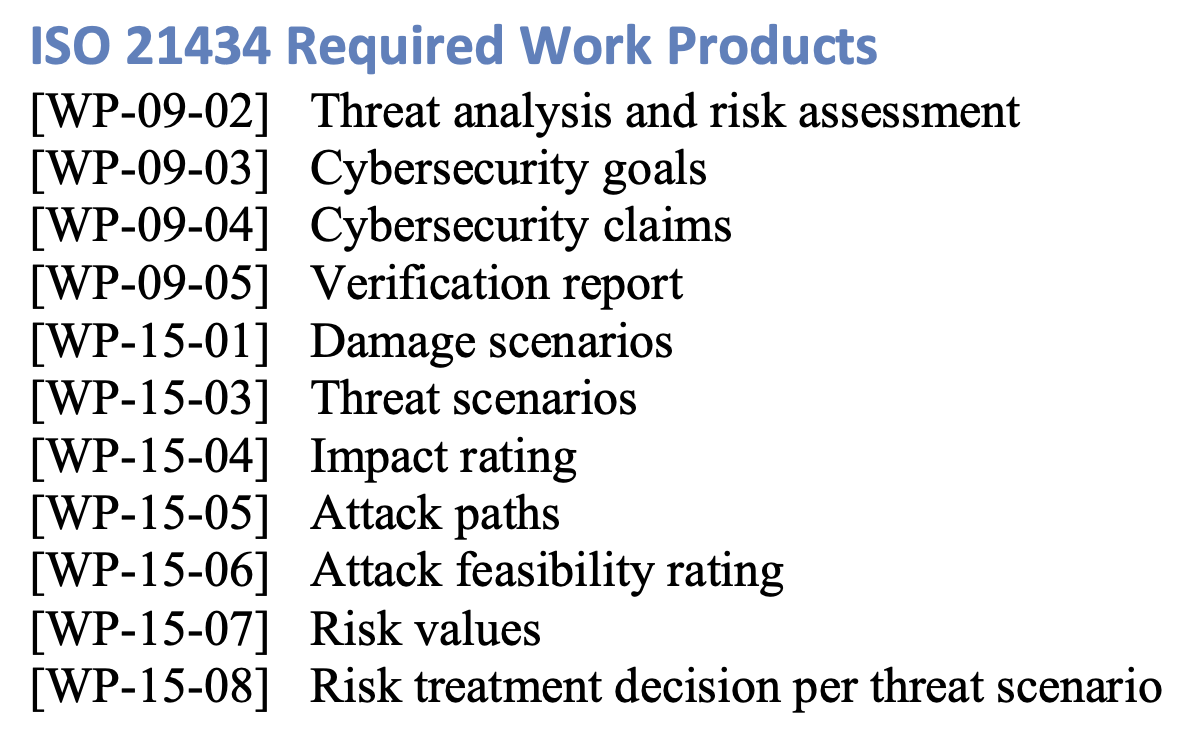 ISO 21434 Required Work Products
[WP-09-02] Threat analysis and risk assessment
[WP-09-03] Cybersecurity goals
[WP-09-04] Cybersecurity claims
[WP-09-05] Verification report
[WP-15-01] Damage scenarios
[WP-15-03] Threat scenarios
[WP-15-04] Impact rating
[WP-15-05] Attack paths
[WP-15-06] Attack feasibility rating
[WP-15-07] Risk values
[WP-15-08] Risk treatment decision per threat scenario